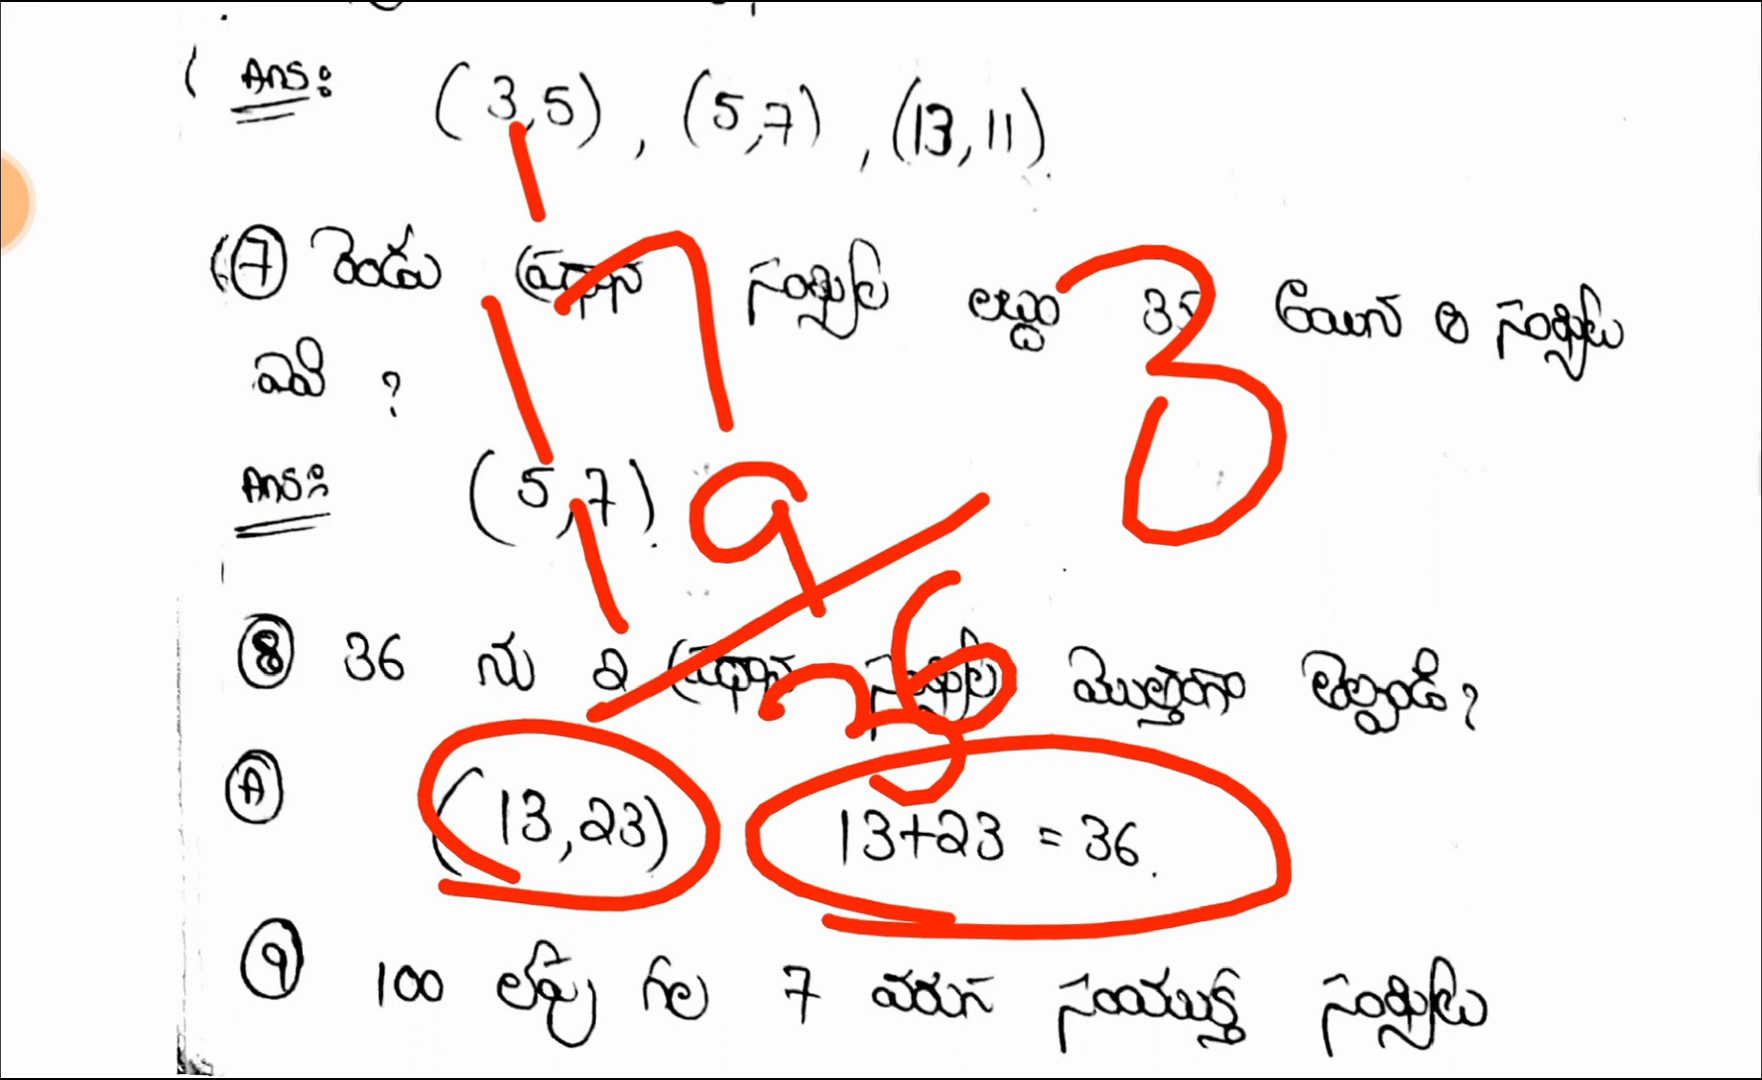 Ans: (3,5), (5,7), (13,11).
⑦ రెండు ప్రధాన సంఖ్యల లబ్దం 35 అయిన ఆ సంఖ్యలు
ఏవి ?
Ans: (5,7).
17 3
19
⑧ 36 ను 2 ప్రధాన సంఖ్యల మొత్తంగా తెల్పండి?
Ⓐ (13,23) 13+23 = 36.
⑨ 100 లోపు గల 7 వరుస సంయుక్త సంఖ్యలు